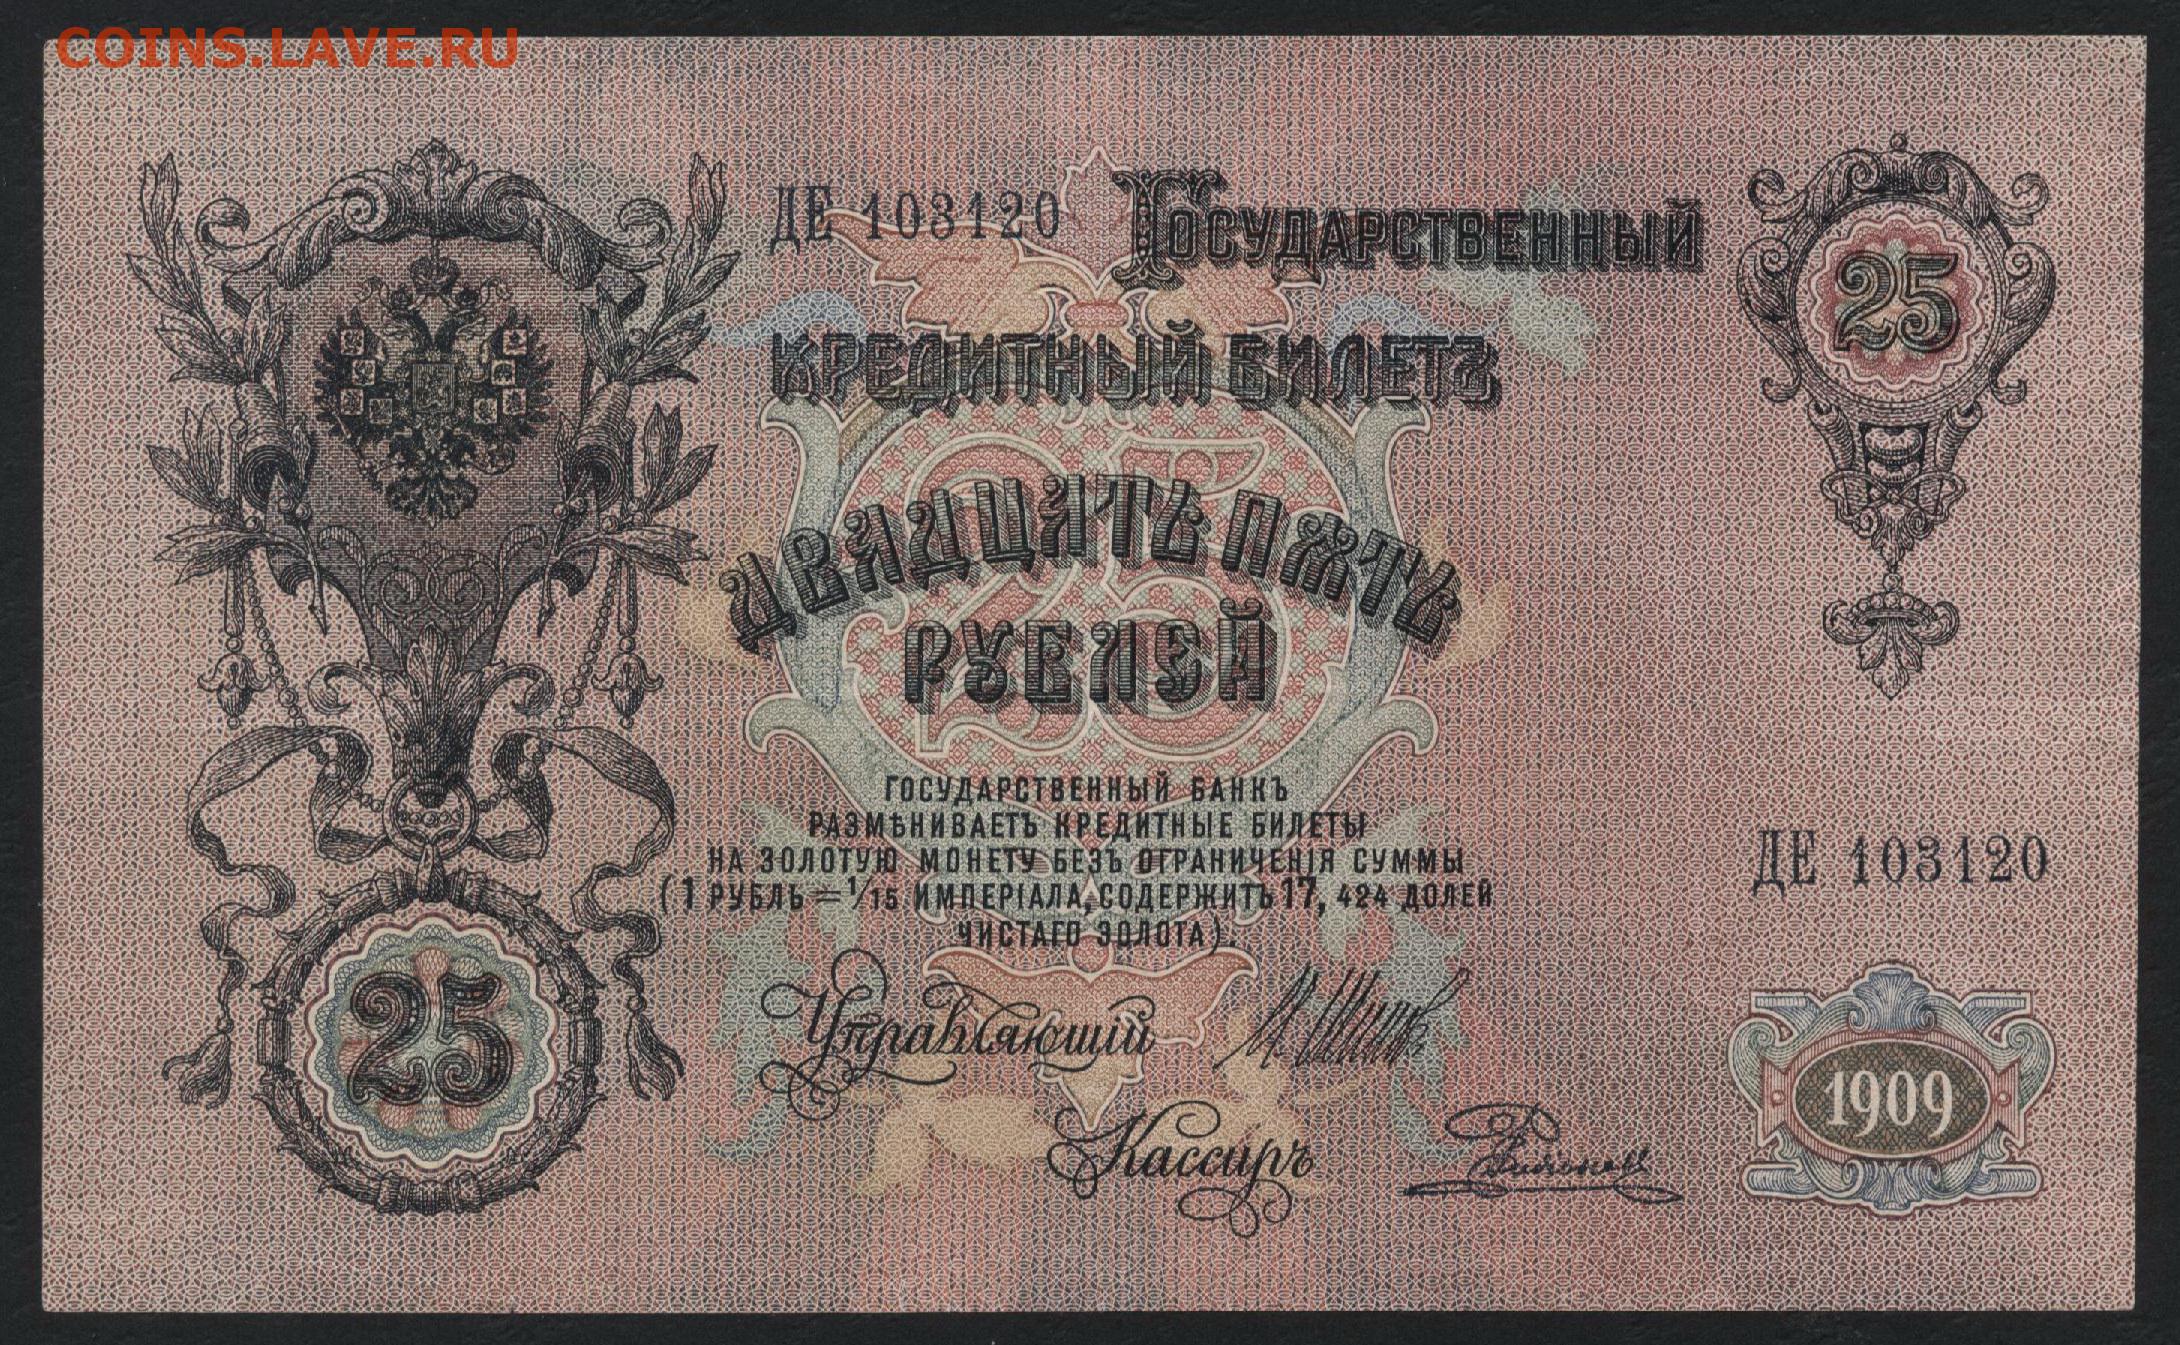 COINS.LAVE.RU
ДЕ 103120 ГОСУДАРСТВЕННЫЙ
25
КРЕДИТНЫЙ БИЛЕТЪ
25
ДВАДЦАТЬ ПѦТЬ
РУБЛЕЙ
ГОСУДАРСТВЕННЫЙ БАНКЪ
РАЗМѢНИВАЕТЪ КРЕДИТНЫЕ БИЛЕТЫ
НА ЗОЛОТУЮ МОНЕТУ БЕЗЪ ОГРАНИЧЕНІЯ СУММЫ
(1 РУБЛЬ = 1/15 ИМПЕРІАЛА, СОДЕРЖИТЪ 17, 424 ДОЛЕЙ
ЧИСТАГО ЗОЛОТА).
ДЕ 103120
25
Управляющій
Кассиръ
1909